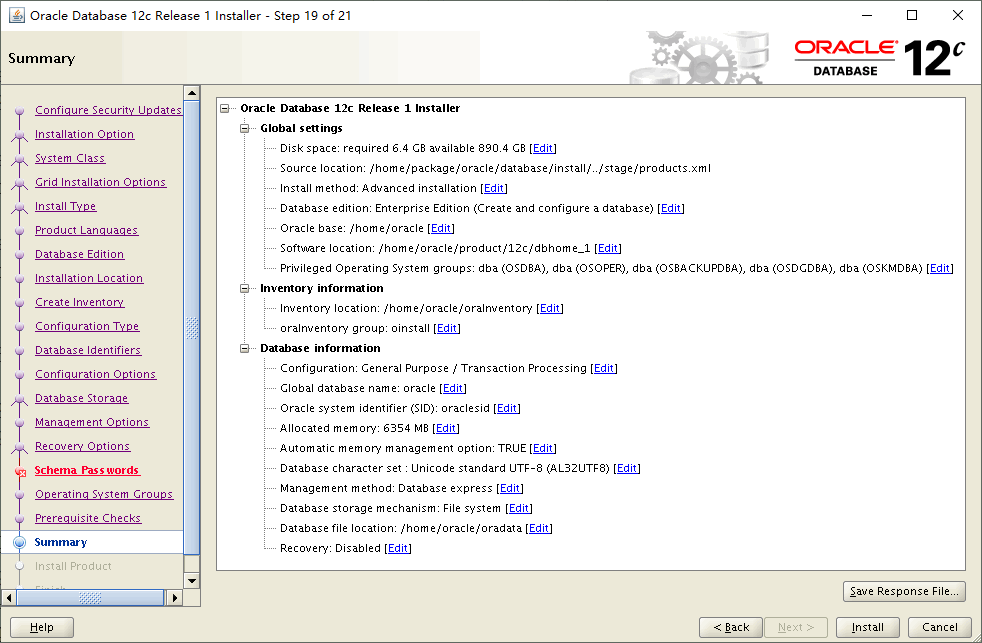 Oracle Database 12c Release 1 Installer - Step 19 of 21
Summary
ORACLE
DATABASE
12c
Configure Security Updates
Installation Option
System Class
Grid Installation Options
Install Type
Product Languages
Database Edition
Installation Location
Create Inventory
Configuration Type
Database Identifiers
Configuration Options
Database Storage
Management Options
Recovery Options
Schema Passwords
Operating System Groups
Prerequisite Checks
Summary
Install Product
Finish
Oracle Database 12c Release 1 Installer
Global settings
Disk space: required 6.4 GB available 890.4 GB [Edit]
Source location: /home/package/oracle/database/install/../stage/products.xml
Install method: Advanced installation [Edit]
Database edition: Enterprise Edition (Create and configure a database) [Edit]
Oracle base: /home/oracle [Edit]
Software location: /home/oracle/product/12c/dbhome_1 [Edit]
Privileged Operating System groups: dba (OSDBA), dba (OSOPER), dba (OSBACKUPDBA), dba (OSDGDBA), dba (OSKMDBA) [Edit]
Inventory information
Inventory location: /home/oracle/oraInventory [Edit]
oraInventory group: oinstall [Edit]
Database information
Configuration: General Purpose / Transaction Processing [Edit]
Global database name: oracle [Edit]
Oracle system identifier (SID): oraclesid [Edit]
Allocated memory: 6354 MB [Edit]
Automatic memory management option: TRUE [Edit]
Database character set : Unicode standard UTF-8 (AL32UTF8) [Edit]
Management method: Database express [Edit]
Database storage mechanism: File system [Edit]
Database file location: /home/oracle/oradata [Edit]
Recovery: Disabled [Edit]
Save Response File...
Help
< Back
Next >
Install
Cancel